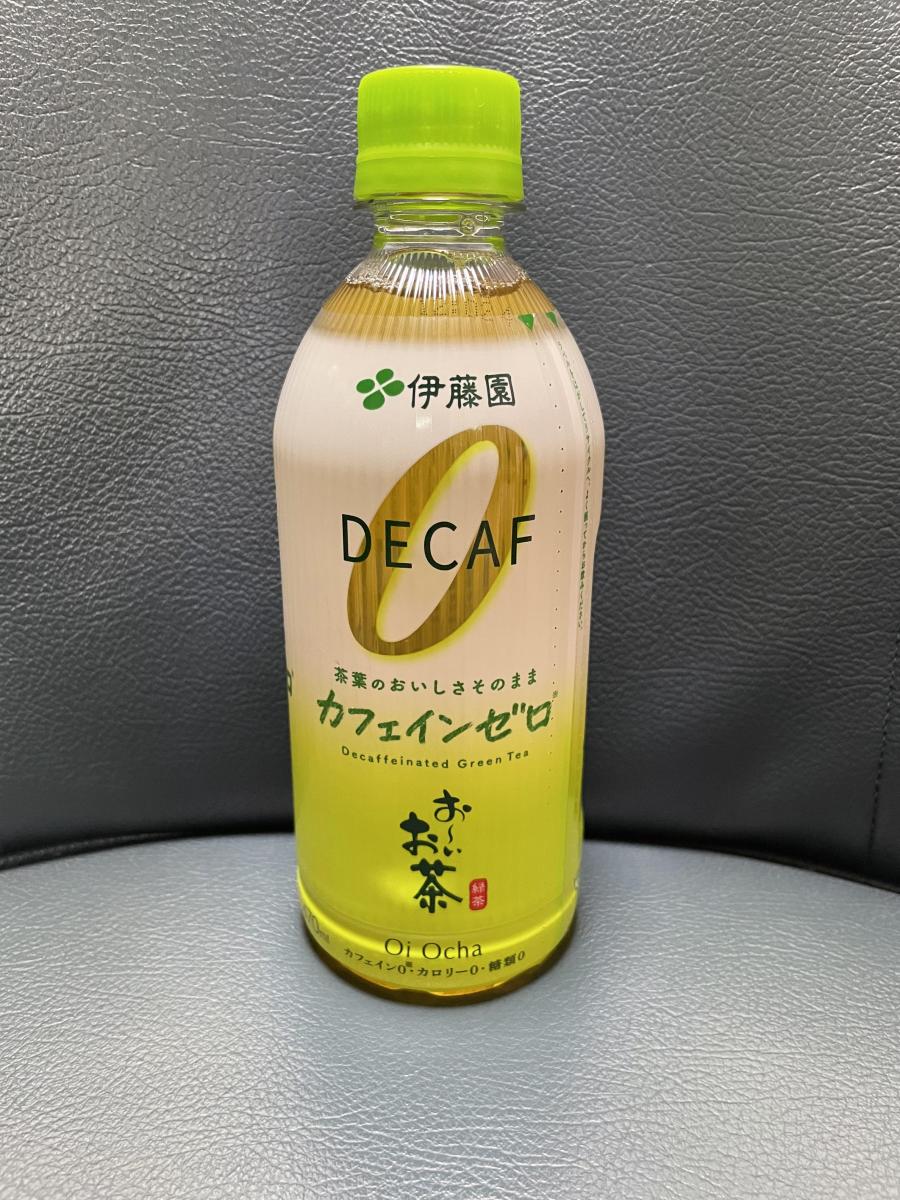 伊藤園
0
DECAF
茶葉のおいしさそのまま
カフェインゼロ※
Decaffeinated Green Tea
お～い
お茶
緑茶
Oi Ocha
カフェイン0※・カロリー0・糖類0